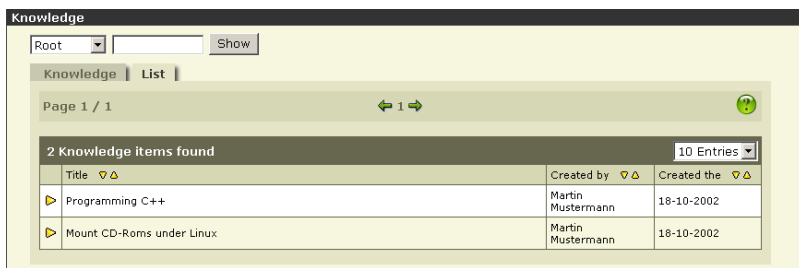 Knowledge
Root Show
Knowledge List
Page 1 / 1 1 ?
2 Knowledge items found 10 Entries
Title Created by Created the
Programming C++ Martin Mustermann 18-10-2002
Mount CD-Roms under Linux Martin Mustermann 18-10-2002